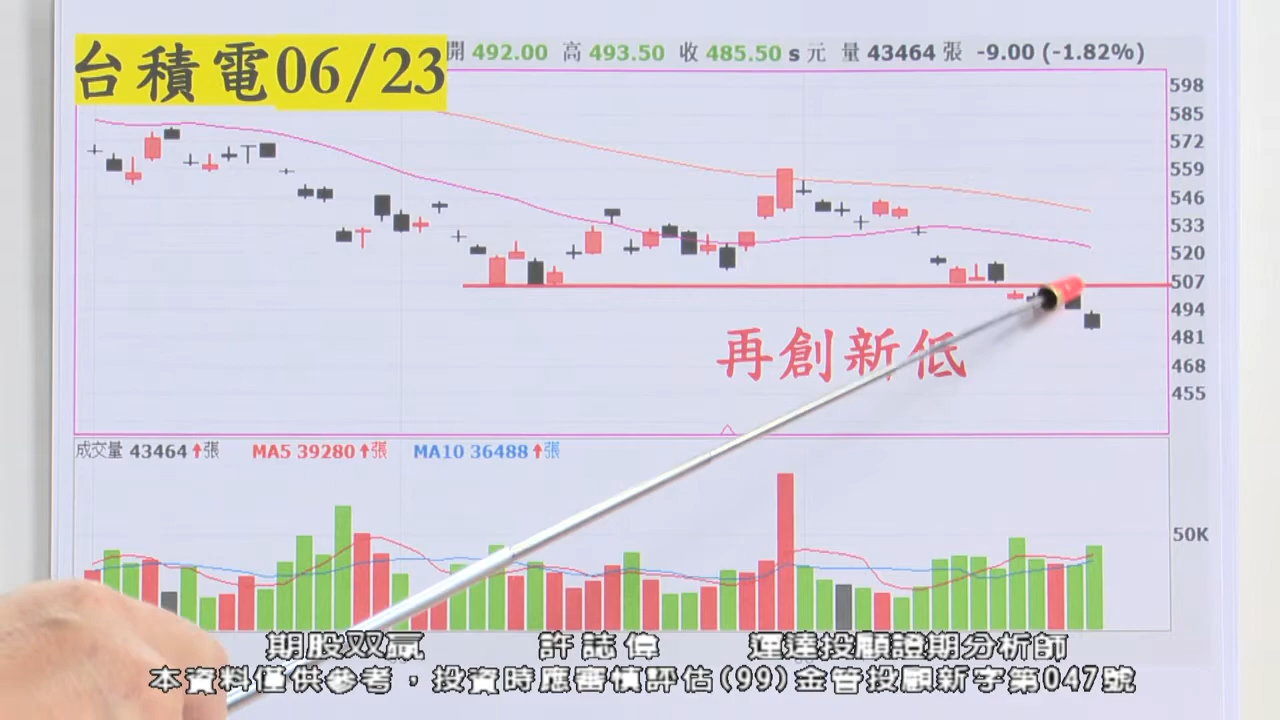 台積電06/23
開 492.00 高 493.50 收 485.50 s 元 量 43464 張 -9.00 (-1.82%)
598
585
572
559
546
533
520
507
494
481
468
455
再創新低
成交量 43464↑張 MA5 39280↑張 MA10 36488↑張
50K
期股双贏 許誌偉 運達投顧證期分析師
本資料僅供參考，投資時應審慎評估(99)金管投顧新字第047號